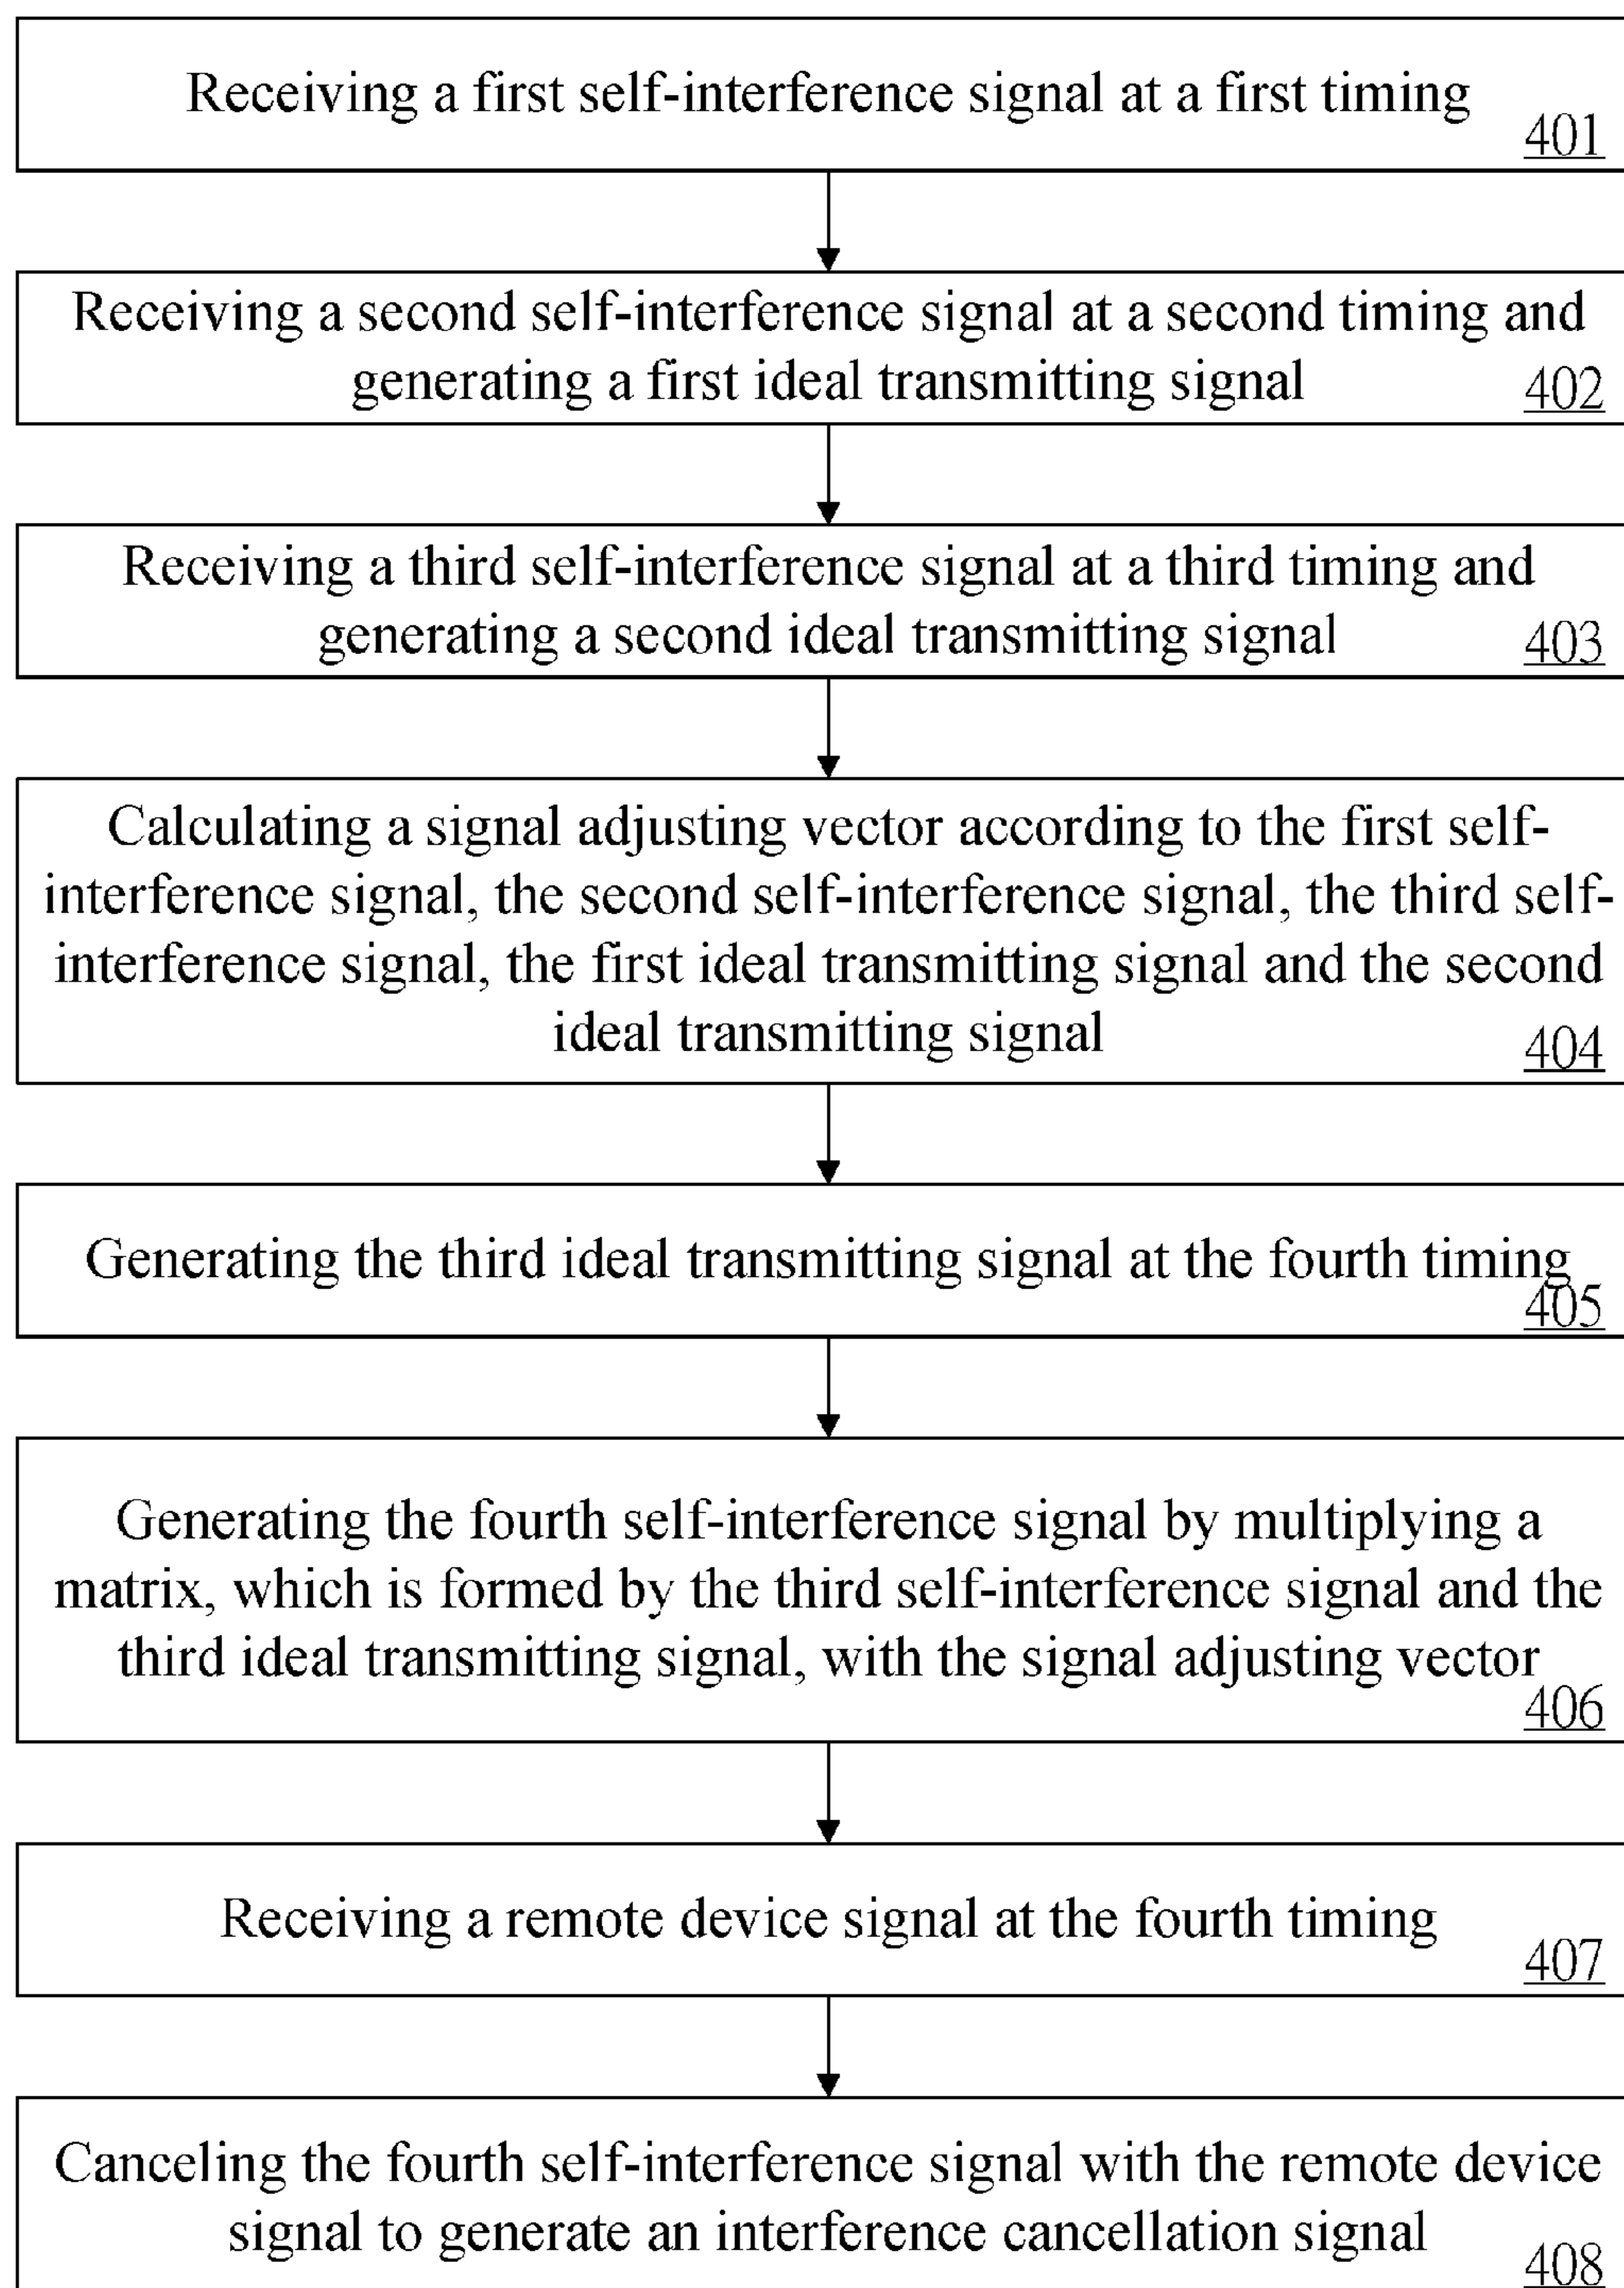 Receiving a first self-interference signal at a first timing
401
Receiving a second self-interference signal at a second timing and
generating a first ideal transmitting signal
402
Receiving a third self-interference signal at a third timing and
generating a second ideal transmitting signal
403
Calculating a signal adjusting vector according to the first self-
interference signal, the second self-interference signal, the third self-
interference signal, the first ideal transmitting signal and the second
ideal transmitting signal
404
Generating the third ideal transmitting signal at the fourth timing
405
Generating the fourth self-interference signal by multiplying a
matrix, which is formed by the third self-interference signal and the
third ideal transmitting signal, with the signal adjusting vector
406
Receiving a remote device signal at the fourth timing
407
Canceling the fourth self-interference signal with the remote device
signal to generate an interference cancellation signal
408